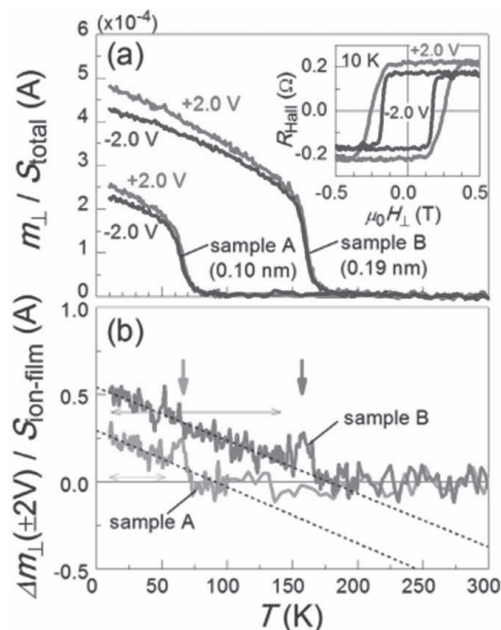 (x10⁻⁴)
6
5
4
3
2
1
0
m⊥ / Stotal (A)
(a)
+2.0 V
-2.0 V
+2.0 V
-2.0 V
sample A
(0.10 nm)
sample B
(0.19 nm)
10 K
+2.0 V
-2.0 V
RHall (Ω)
0.2
0.0
-0.2
-0.5
0.0
0.5
μ0H⊥ (T)
(b)
1.0
0.5
0.0
-0.5
Δm⊥(±2V) / Sion-film (A)
sample B
sample A
0
50
100
150
200
250
300
T (K)